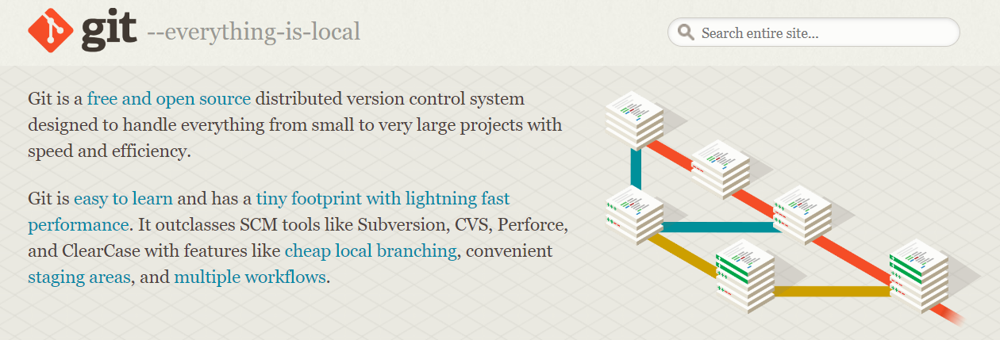 git --everything-is-local
Search entire site...
Git is a free and open source distributed version control system
designed to handle everything from small to very large projects with
speed and efficiency.
Git is easy to learn and has a tiny footprint with lightning fast
performance. It outclasses SCM tools like Subversion, CVS, Perforce,
and ClearCase with features like cheap local branching, convenient
staging areas, and multiple workflows.